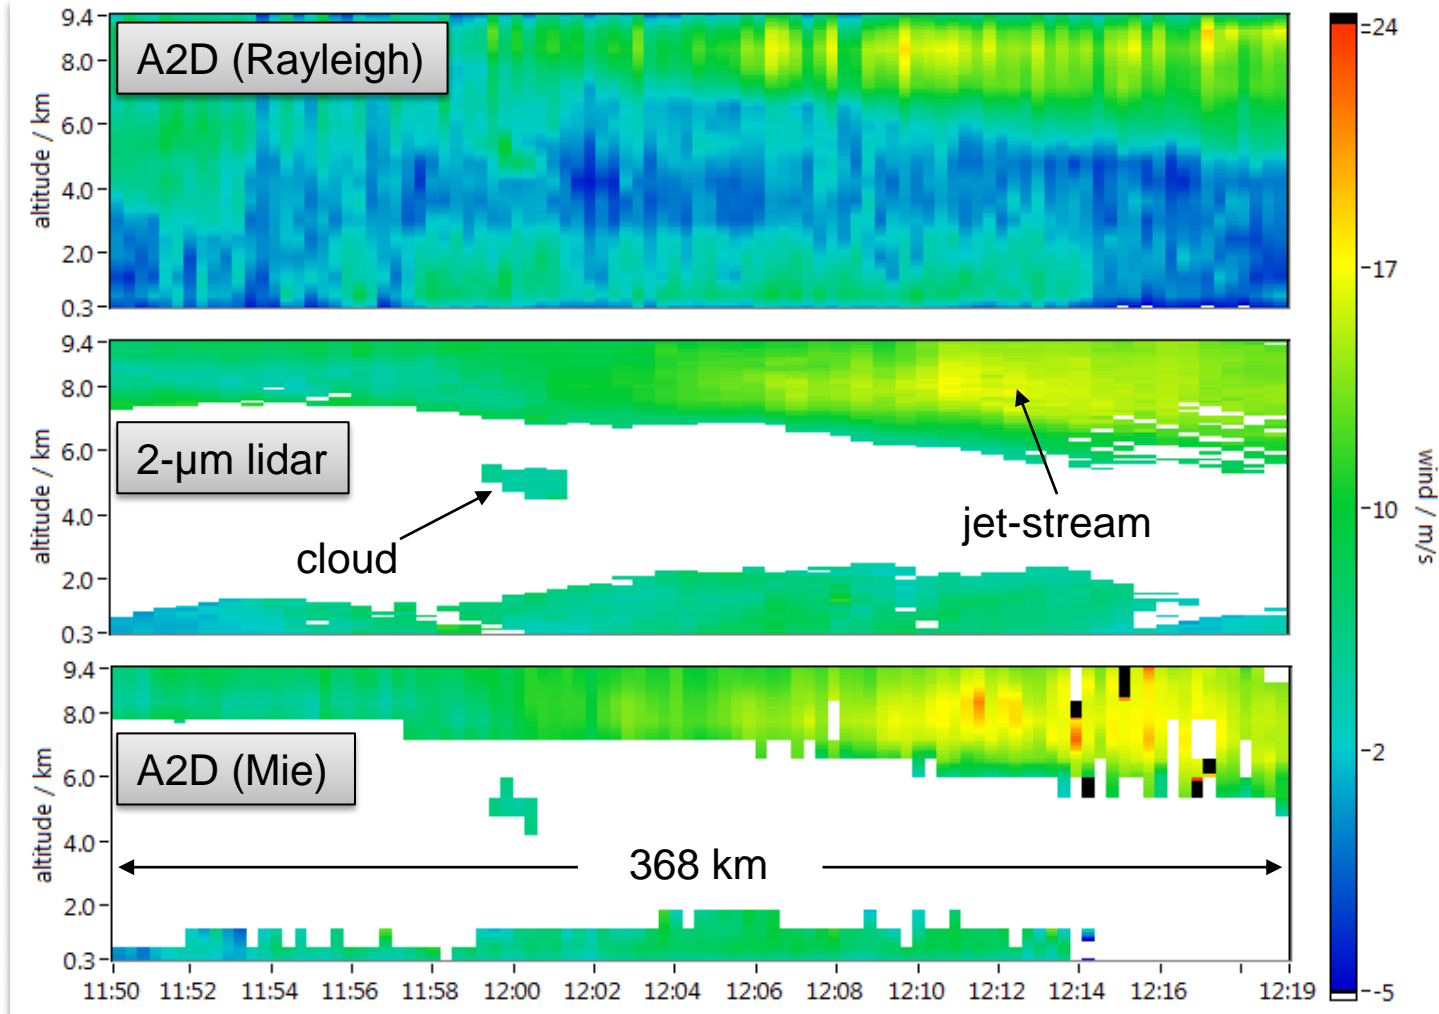 9.4
8.0
6.0
4.0
2.0
0.3
altitude / km
A2D (Rayleigh)
9.4
8.0
6.0
4.0
2.0
0.3
altitude / km
2-µm lidar
cloud
jet-stream
9.4
8.0
6.0
4.0
2.0
0.3
altitude / km
A2D (Mie)
368 km
11:50 11:52 11:54 11:56 11:58 12:00 12:02 12:04 12:06 12:08 12:10 12:12 12:14 12:16 12:19
24
17
10
2
-5
wind / m/s